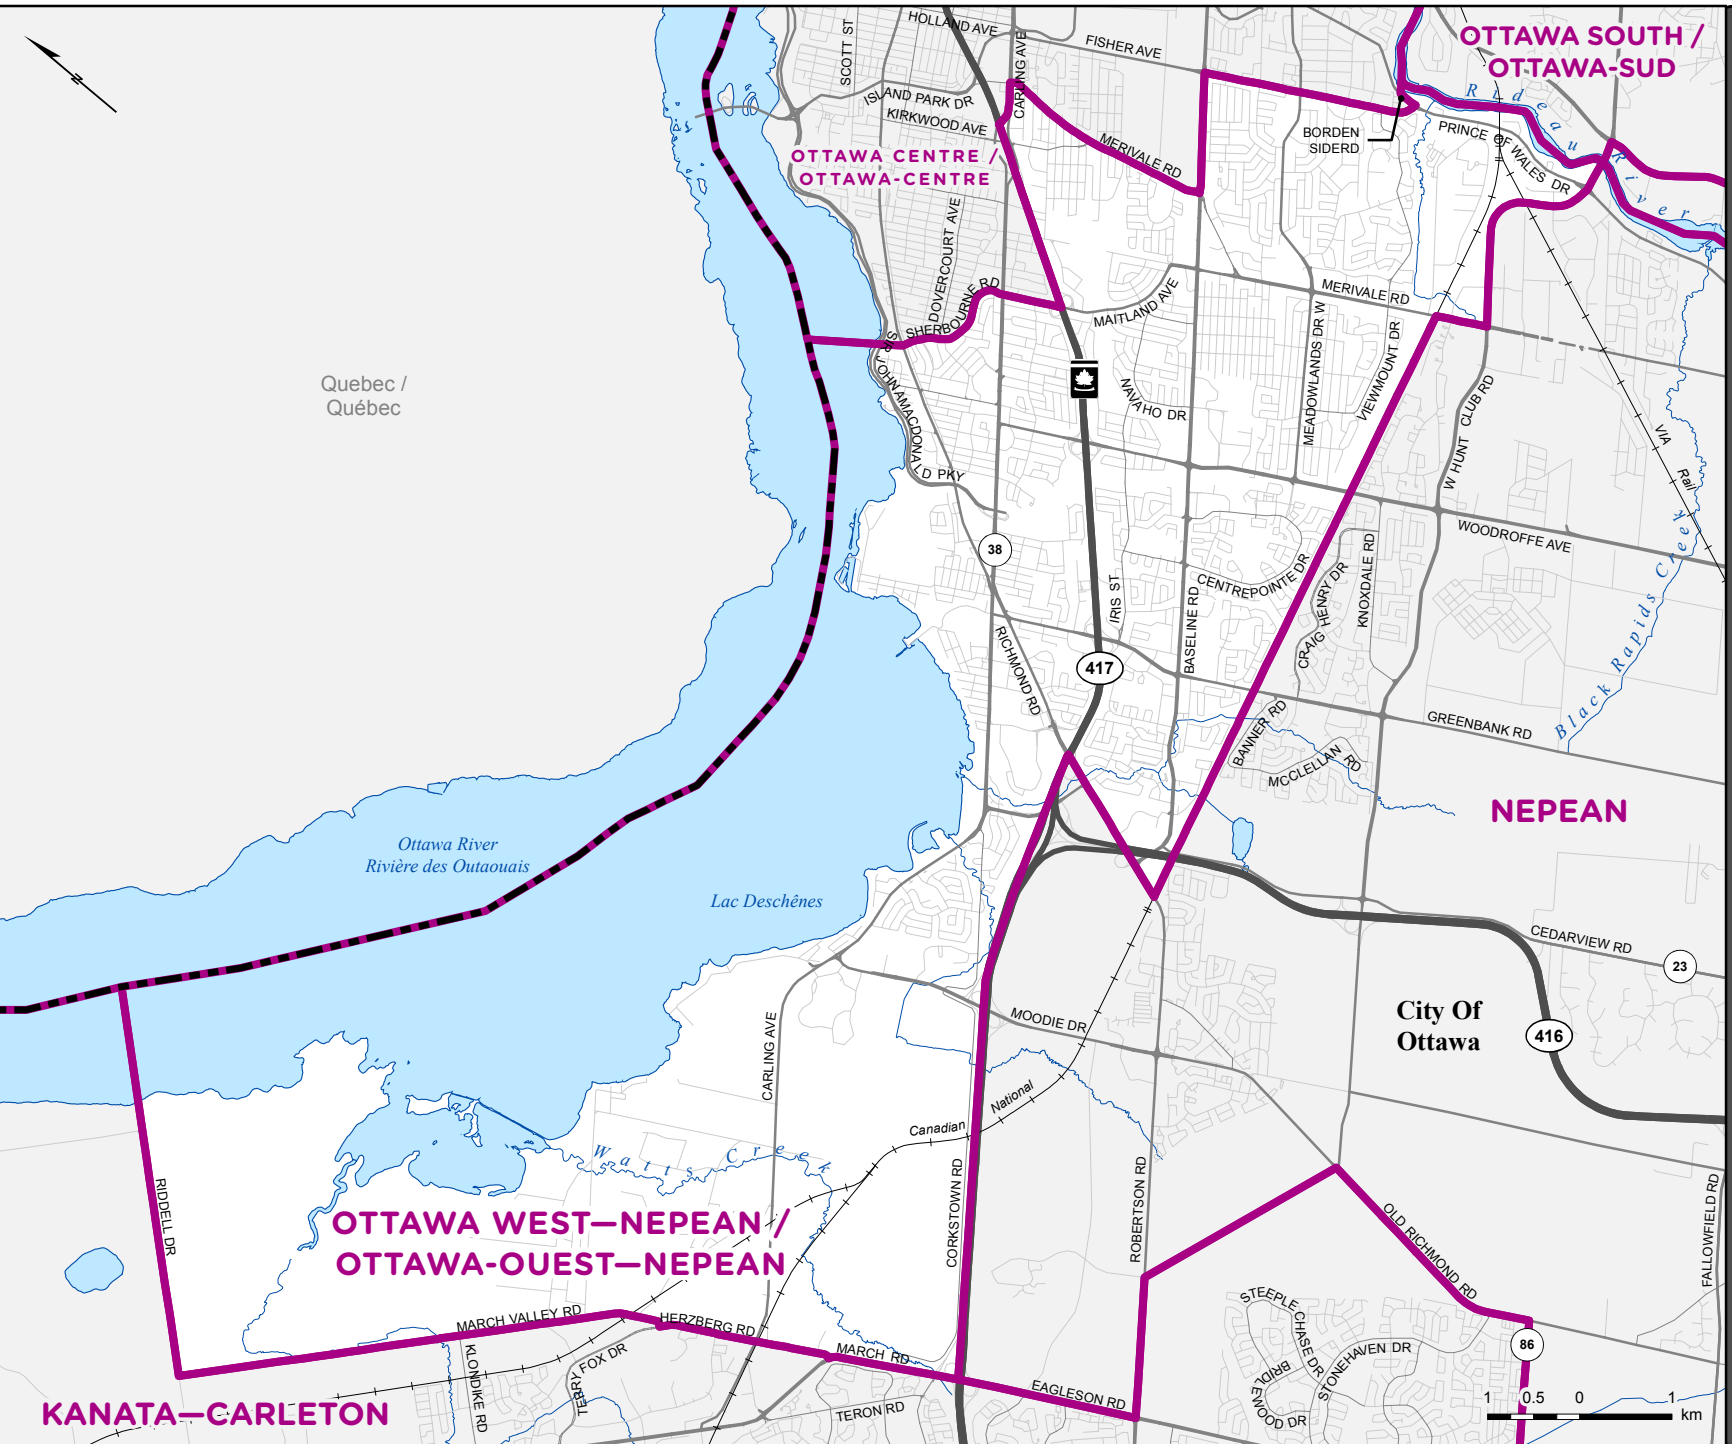 HOLLAND AVE
SCOTT ST
CARLING AVE
FISHER AVE
OTTAWA SOUTH /
OTTAWA-SUD
N
ISLAND PARK DR
KIRKWOOD AVE
Rideau River
BORDEN
SIDERD
PRINCE OF WALES DR
MERIVALE RD
OTTAWA CENTRE /
OTTAWA-CENTRE
DOVERCOURT AVE
SHERBOURNE RD
MAITLAND AVE
MERIVALE RD
SIR JOHN A MACDONALD PKY
NAVAHO DR
MEADOWLANDS DR W
VIEWMOUNT DR
Quebec /
Québec
W HUNT CLUB RD
VIA Rail
38
WOODROFFE AVE
IRIS ST
CENTREPOINTE DR
BASELINE RD
CRAIG HENRY DR
KNOXDALE RD
Black Rapids Creek
RICHMOND RD
417
BANNER RD
MCCLELLAN RD
GREENBANK RD
NEPEAN
Ottawa River
Rivière des Outaouais
Lac Deschênes
CEDARVIEW RD
23
City Of
Ottawa
416
MOODIE DR
CARLING AVE
Canadian National
Watts Creek
RIDDELL DR
CORKSTOWN RD
ROBERTSON RD
OLD RICHMOND RD
FALLOWFIELD RD
OTTAWA WEST—NEPEAN /
OTTAWA-OUEST—NEPEAN
MARCH VALLEY RD
HERZBERG RD
MARCH RD
EAGLESON RD
KLONDIKE RD
TERRY FOX DR
TERON RD
STEEPLE CHASE DR
BRIDLEWOOD DR
STONEHAVEN DR
86
KANATA—CARLETON
1 0.5 0 1
km